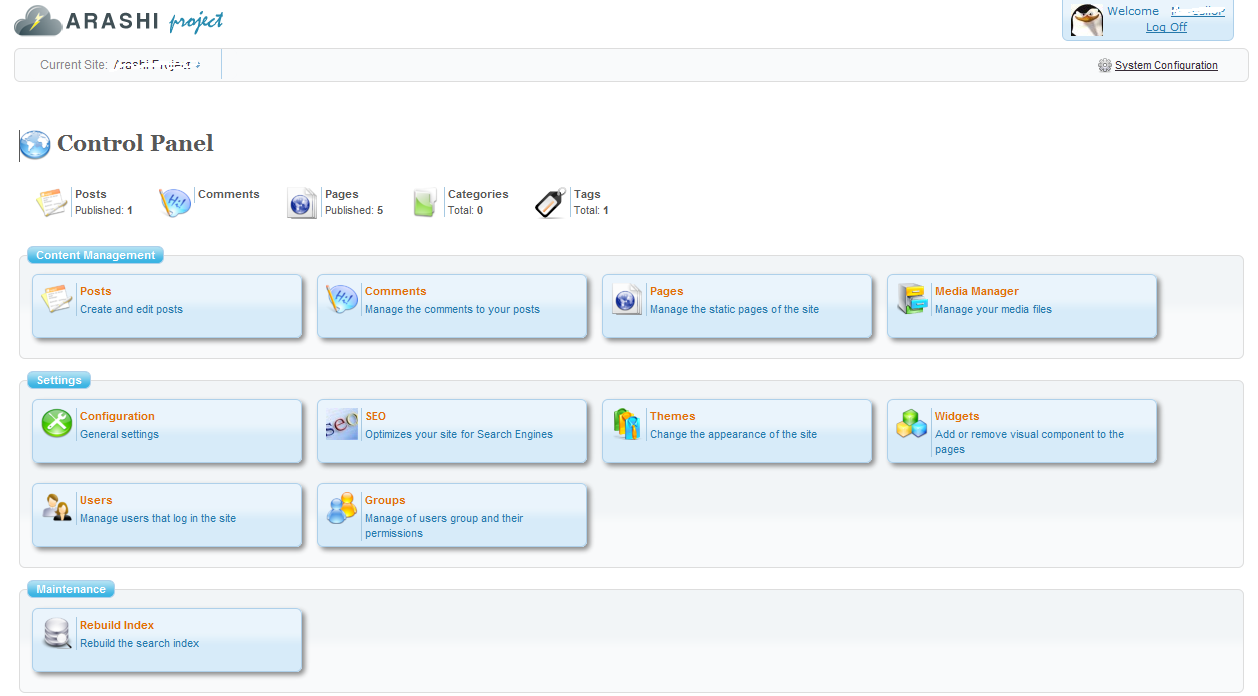 ARASHI project
Welcome
Log Off
Current Site: Arashi Project
System Configuration
Control Panel
Posts
Published: 1
Comments
Pages
Published: 5
Categories
Total: 0
Tags
Total: 1
Content Management
Posts
Create and edit posts
Comments
Manage the comments to your posts
Pages
Manage the static pages of the site
Media Manager
Manage your media files
Settings
Configuration
General settings
SEO
Optimizes your site for Search Engines
Themes
Change the appearance of the site
Widgets
Add or remove visual component to the
pages
Users
Manage users that log in the site
Groups
Manage of users group and their
permissions
Maintenance
Rebuild Index
Rebuild the search index